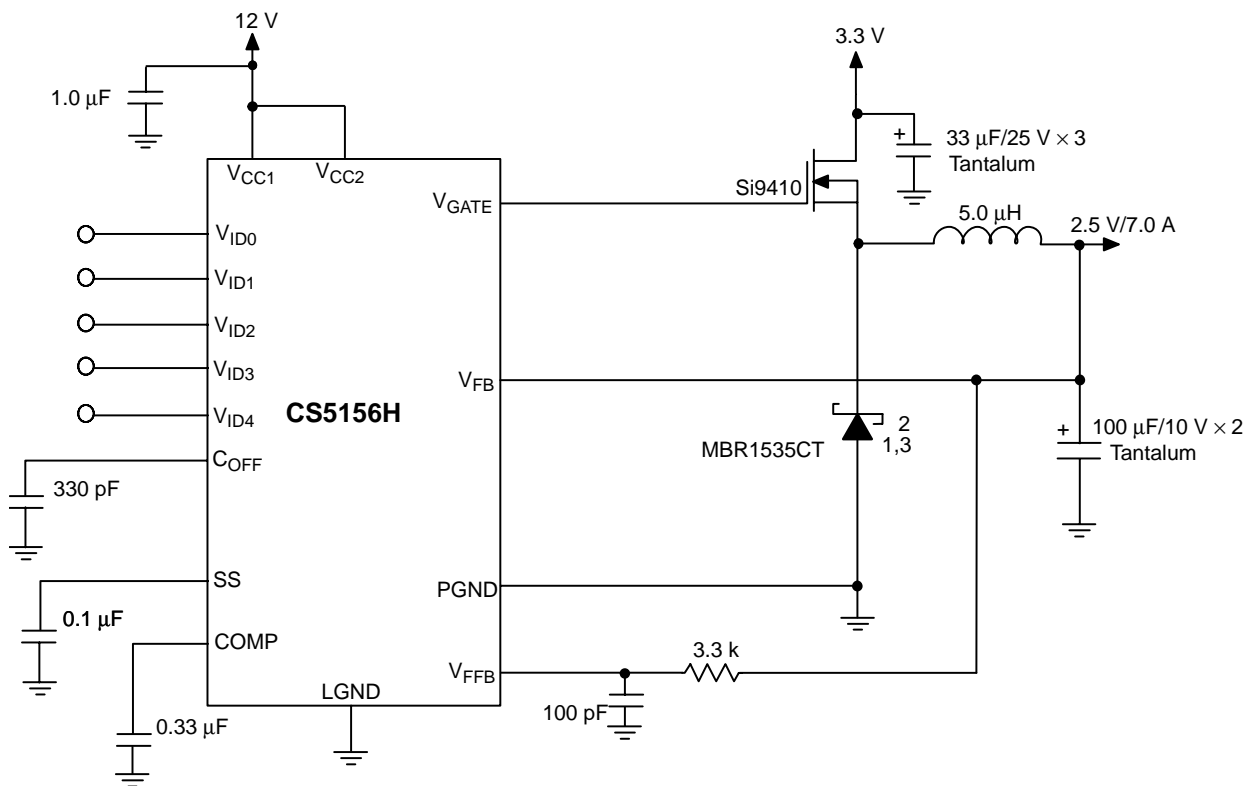 12 V
1.0 μF
VCC1
VCC2
3.3 V
33 μF/25 V × 3
Tantalum
Si9410
VGATE
5.0 μH
2.5 V/7.0 A
VID0
VID1
VID2
VID3
VID4
CS5156H
VFB
MBR1535CT
2
1,3
100 μF/10 V × 2
Tantalum
COFF
330 pF
SS
0.1 μF
PGND
COMP
0.33 μF
LGND
VFFB
3.3 k
100 pF